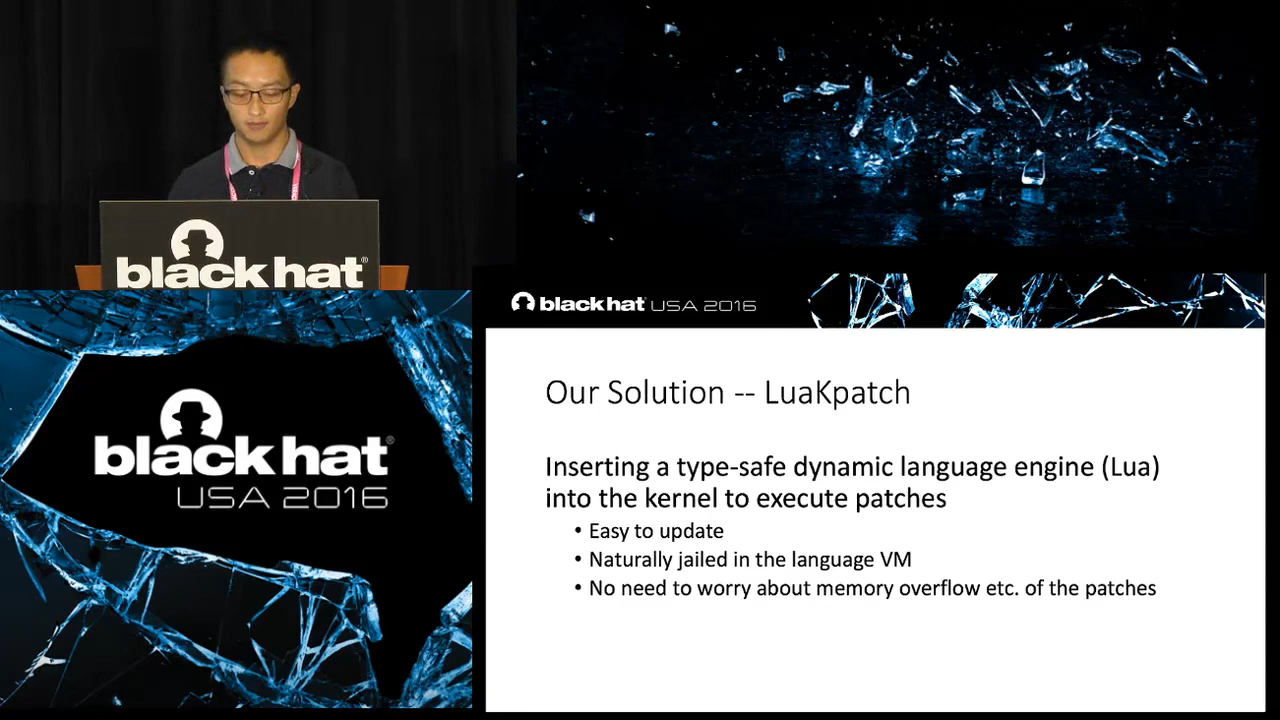 black hat®
black hat USA 2016
black hat®
USA 2016
Our Solution -- LuaKpatch
Inserting a type-safe dynamic language engine (Lua)
into the kernel to execute patches
• Easy to update
• Naturally jailed in the language VM
• No need to worry about memory overflow etc. of the patches